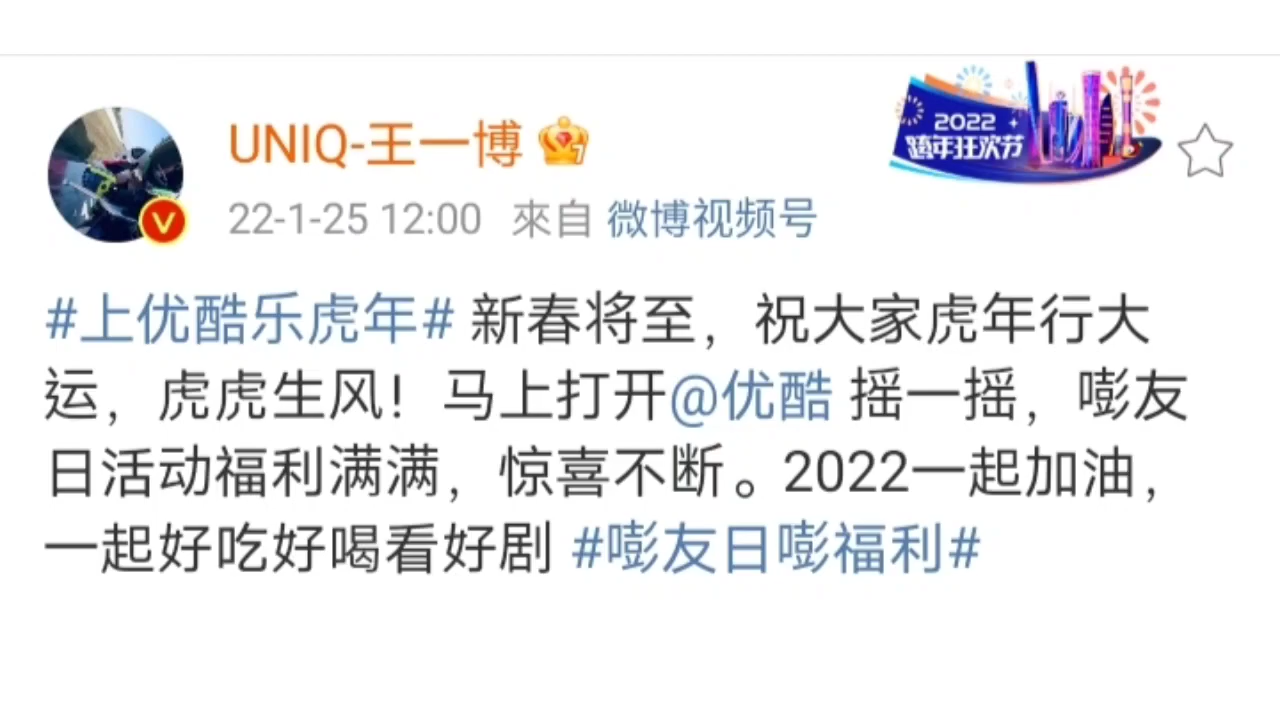 2022
跨年狂欢节
UNIQ-王一博
22-1-25 12:00 來自 微博视频号
#上优酷乐虎年# 新春将至，祝大家虎年行大
运，虎虎生风！马上打开@优酷 摇一摇，嘭友
日活动福利满满，惊喜不断。2022一起加油，
一起好吃好喝看好剧 #嘭友日嘭福利#